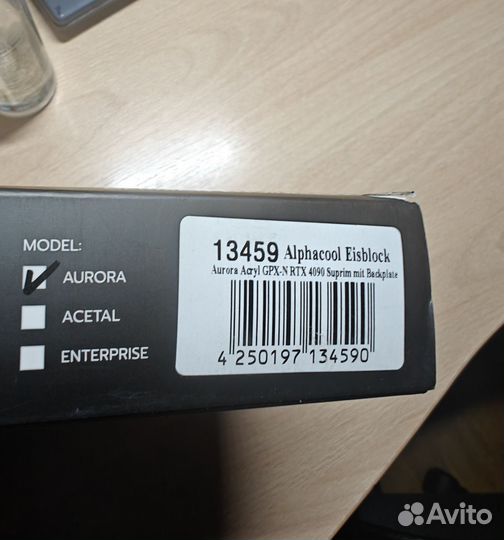 MODEL:
AURORA
ACETAL
ENTERPRISE
13459 Alphacool Eisblock
Aurora Acryl GPX-N RTX 4090 Suprim mit Backplate
4 250197 134590
Avito